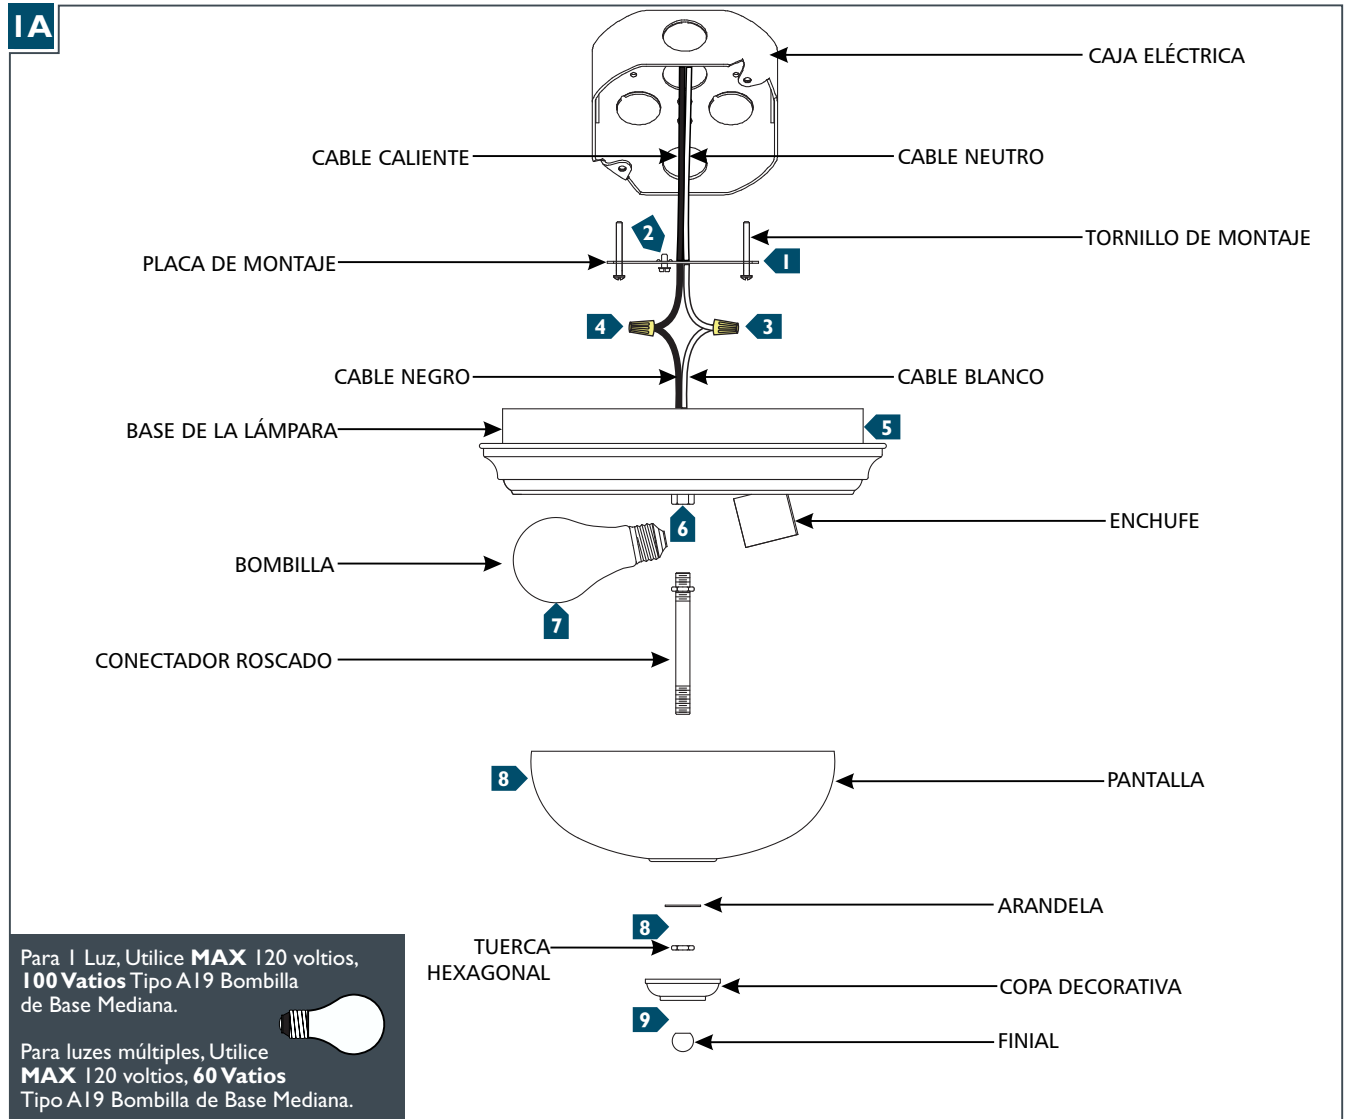 1A
CAJA ELÉCTRICA
CABLE CALIENTE
CABLE NEUTRO
2
TORNILLO DE MONTAJE
PLACA DE MONTAJE
1
4
3
CABLE NEGRO
CABLE BLANCO
BASE DE LA LÁMPARA
5
6
ENCHUFE
BOMBILLA
7
CONECTADOR ROSCADO
8
PANTALLA
ARANDELA
8
TUERCA
HEXAGONAL
COPA DECORATIVA
9
FINIAL
Para 1 Luz, Utilice MAX 120 voltios,
100 Vatios Tipo A19 Bombilla
de Base Mediana.
Para luzes múltiples, Utilice
MAX 120 voltios, 60 Vatios
Tipo A19 Bombilla de Base Mediana.